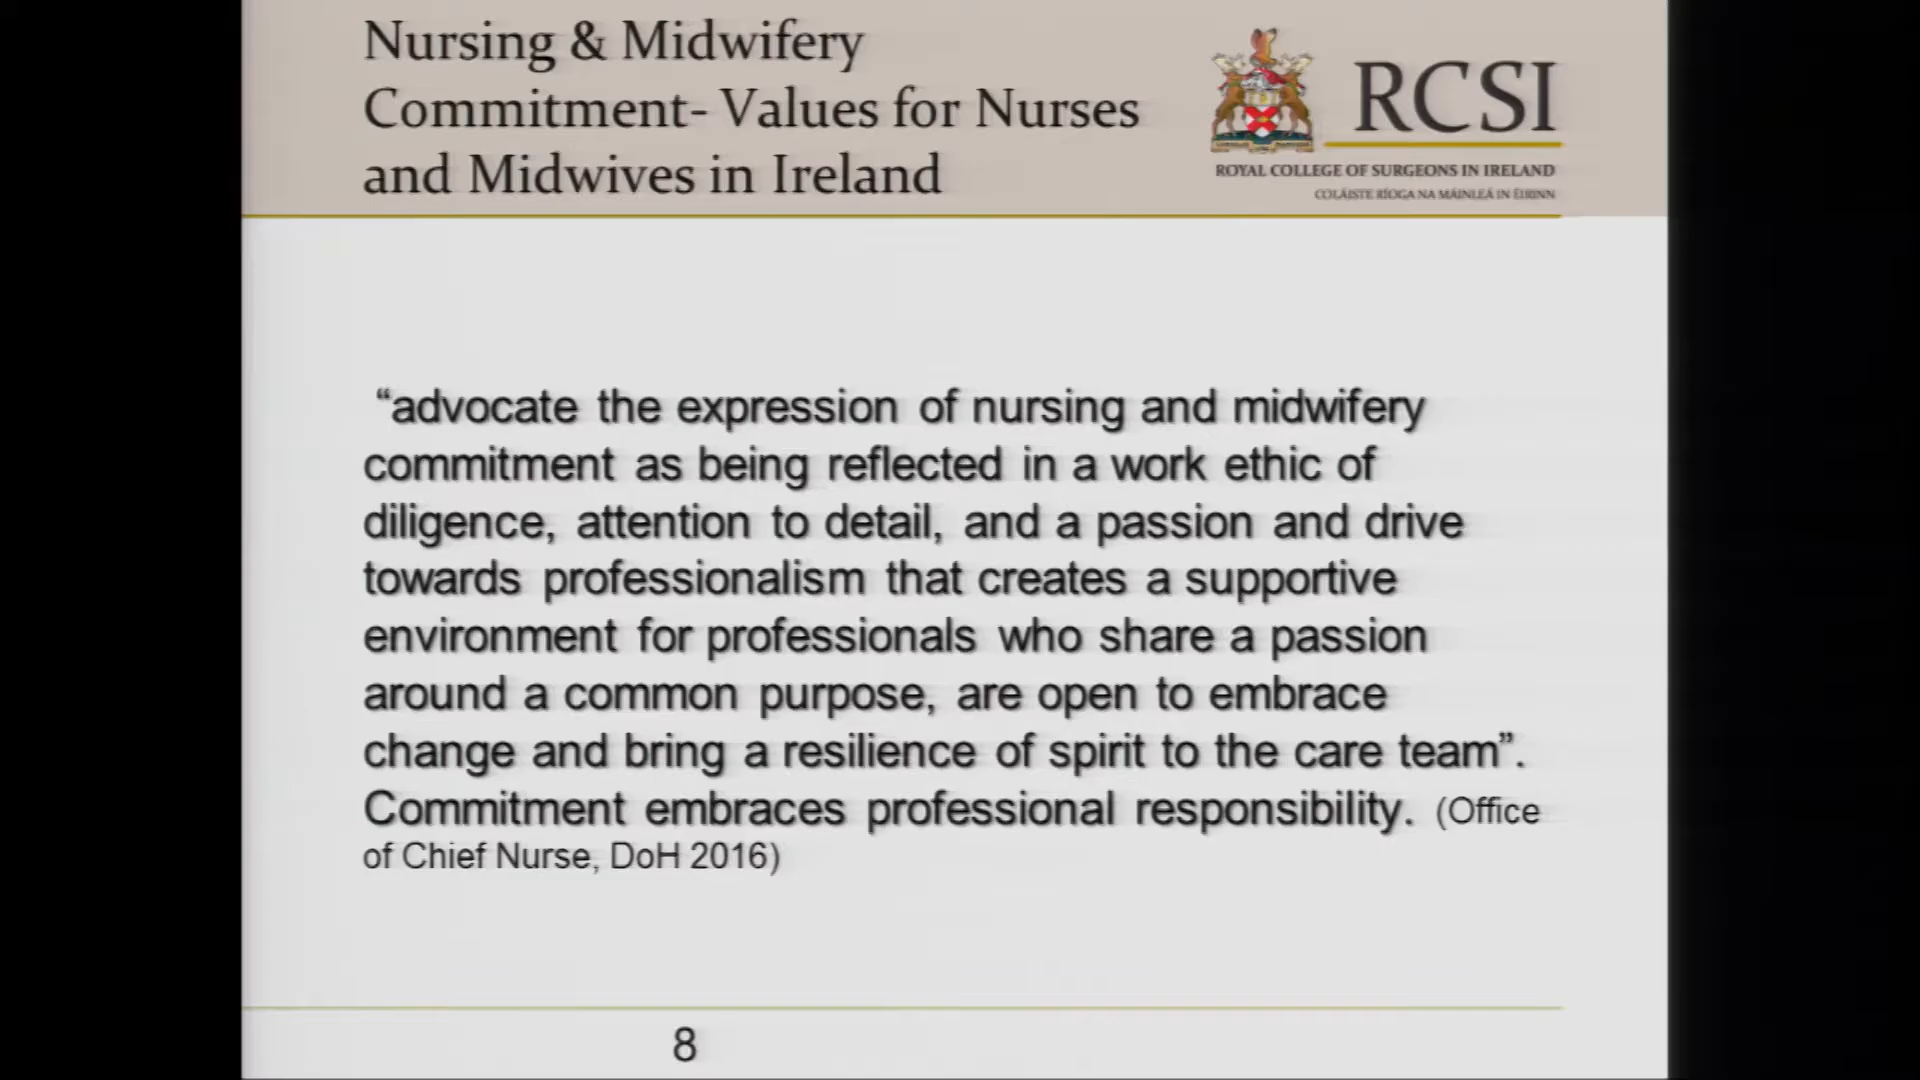 Nursing & Midwifery
Commitment- Values for Nurses
and Midwives in Ireland
RCSI
ROYAL COLLEGE OF SURGEONS IN IRELAND
COLÁISTE RÍOGA NA MÁINLEÁ IN ÉIRINN
“advocate the expression of nursing and midwifery
commitment as being reflected in a work ethic of
diligence, attention to detail, and a passion and drive
towards professionalism that creates a supportive
environment for professionals who share a passion
around a common purpose, are open to embrace
change and bring a resilience of spirit to the care team”.
Commitment embraces professional responsibility. (Office
of Chief Nurse, DoH 2016)
8